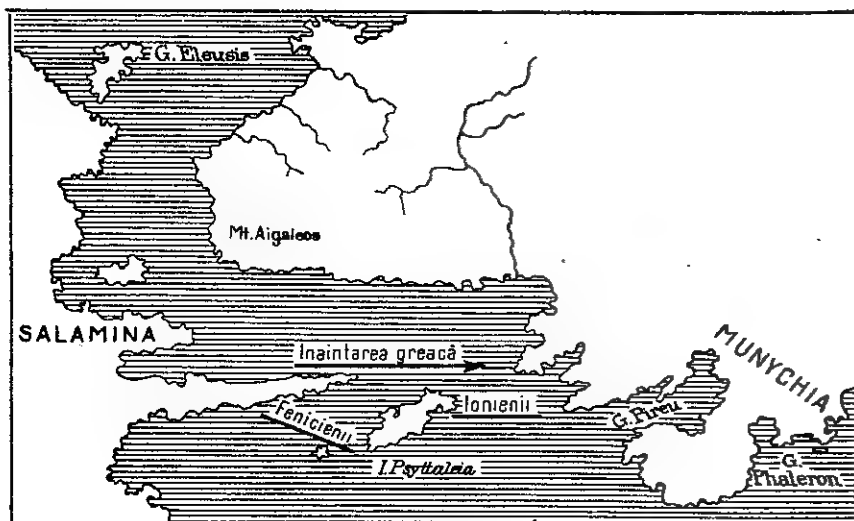 G. Eleusis
Mt. Aigaleos
SALAMINA
Inaintarea greacă
MUNYCHIA
Fenicienii
Ionienii
G. Pireu
I. Psyttaleia
G.
Phaleron